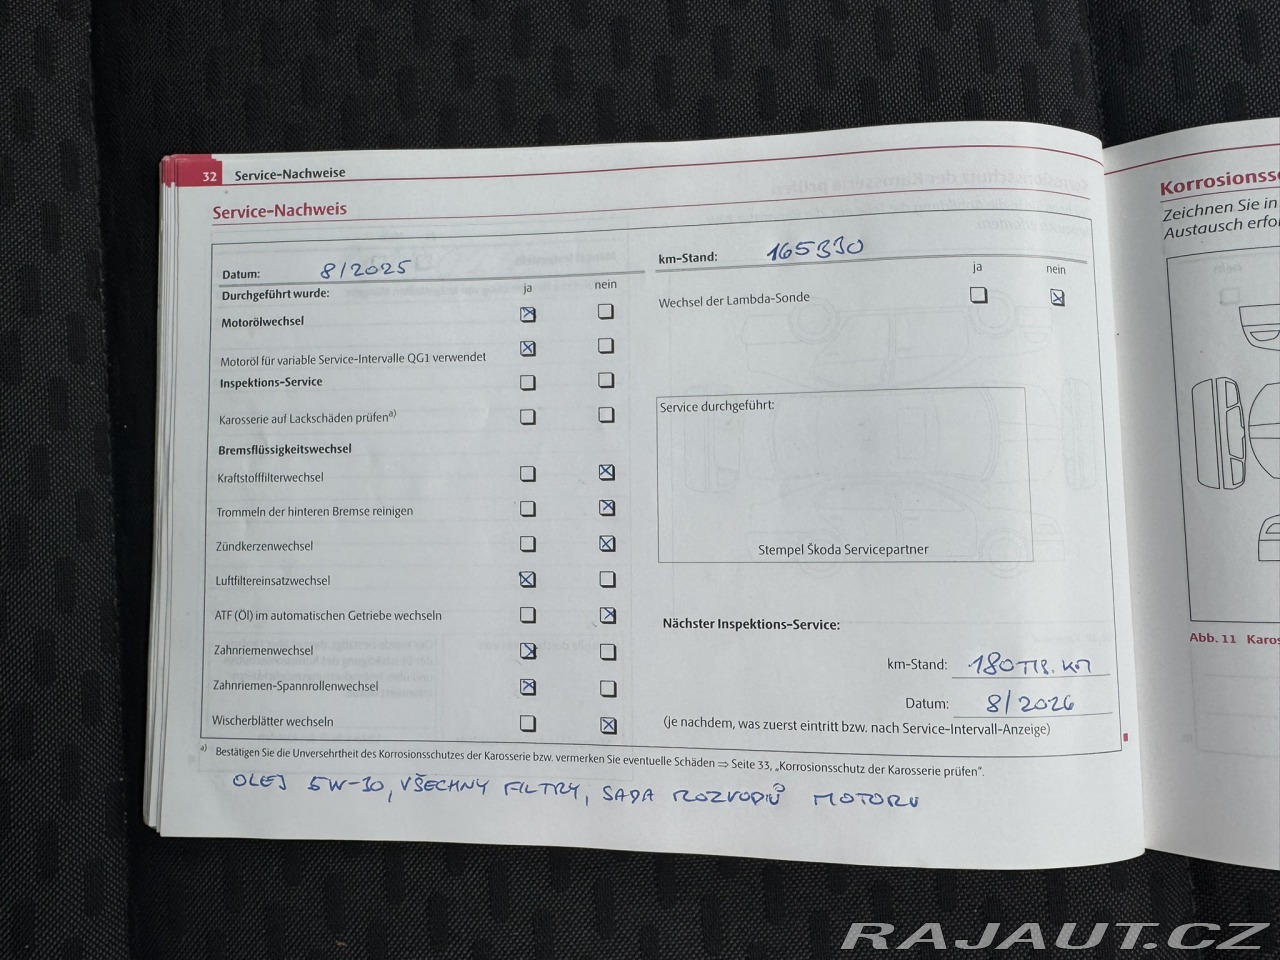 32 Service-Nachweise
Service-Nachweis
Datum: 8/2025
Durchgeführt wurde: ja nein
Motorölwechsel
Motoröl für variable Service-Intervalle QG1 verwendet
Inspektions-Service
Karosserie auf Lackschäden prüfen a)
Bremsflüssigkeitswechsel
Kraftstofffilterwechsel
Trommeln der hinteren Bremse reinigen
Zündkerzenwechsel
Luftfiltereinsatzwechsel
ATF (Öl) im automatischen Getriebe wechseln
Zahnriemenwechsel
Zahnriemen-Spannrollenwechsel
Wischerblätter wechseln
km-Stand: 165330
ja nein
Wechsel der Lambda-Sonde
Service durchgeführt:
Stempel Škoda Servicepartner
Nächster Inspektions-Service:
km-Stand: 180 TIS. KM
Datum: 8/2026
(je nachdem, was zuerst eintritt bzw. nach Service-Intervall-Anzeige)
a) Bestätigen Sie die Unversehrtheit des Korrosionsschutzes der Karosserie bzw. vermerken Sie eventuelle Schäden ⇒ Seite 33, „Korrosionsschutz der Karosserie prüfen“.
OLEJ 5W-30, VŠECHNY FILTRY, SADA ROZVODŮ MOTORU
Korrosionss
Zeichnen Sie in
Austausch erfo
Abb. 11 Karos
RAJAUT.CZ